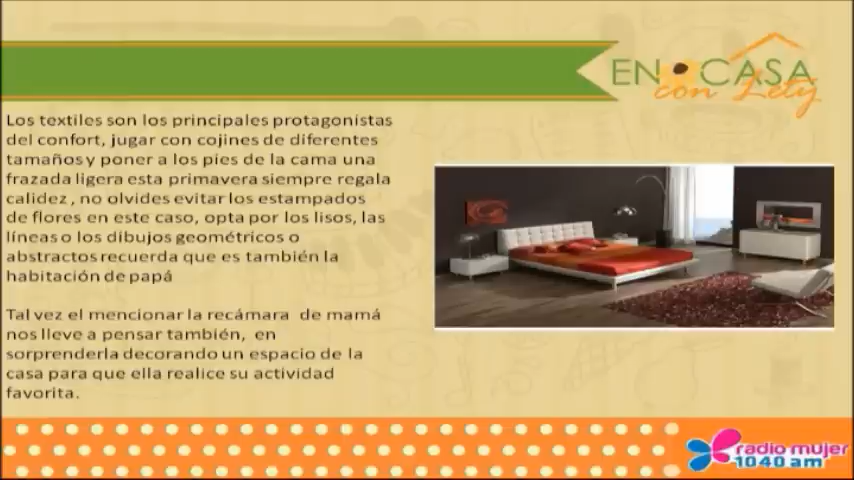 EN CASA
con Lety
Los textiles son los principales protagonistas
del confort, jugar con cojines de diferentes
tamaños y poner a los pies de la cama una
frazada ligera esta primavera siempre regala
calidez , no olvides evitar los estampados
de flores en este caso, opta por los lisos, las
líneas o los dibujos geométricos o
abstractos recuerda que es también la
habitación de papá
Tal vez el mencionar la recámara de mamá
nos lleve a pensar también, en
sorprenderla decorando un espacio de la
casa para que ella realice su actividad
favorita.
radio mujer
1040 am